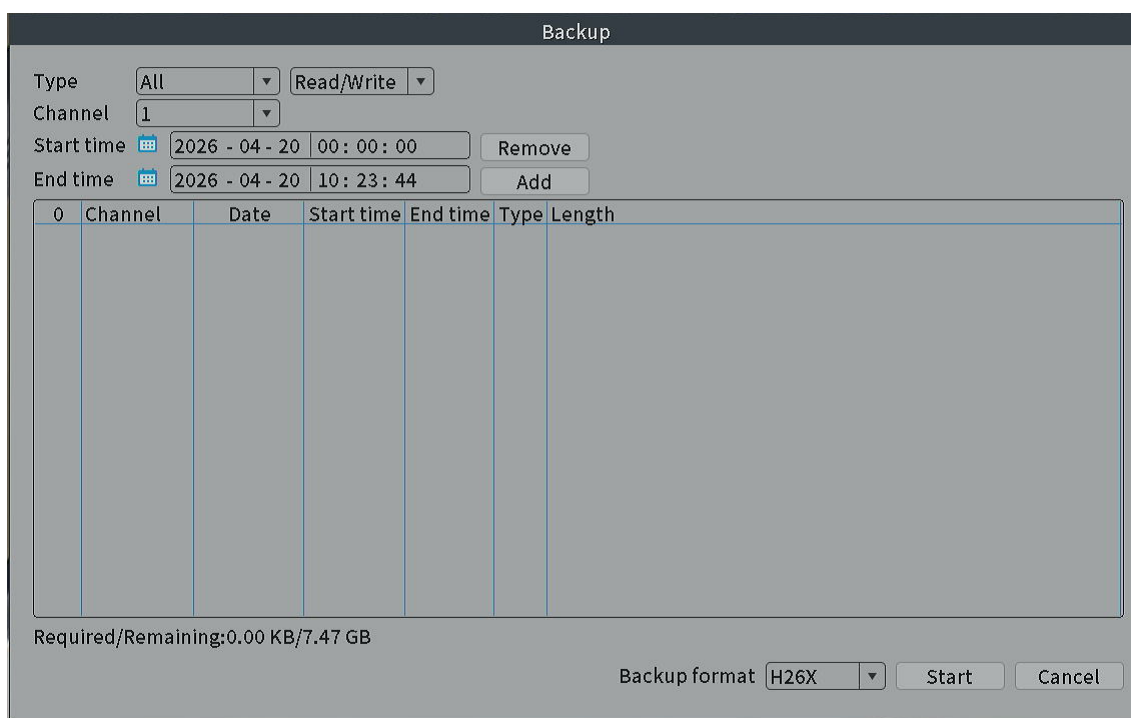 Backup
Type All Read/Write
Channel 1
Start time 2026 - 04 - 20 00 : 00 : 00 Remove
End time 2026 - 04 - 20 10 : 23 : 44 Add
0 Channel Date Start time End time Type Length
Required/Remaining:0.00 KB/7.47 GB
Backup format H26X Start Cancel